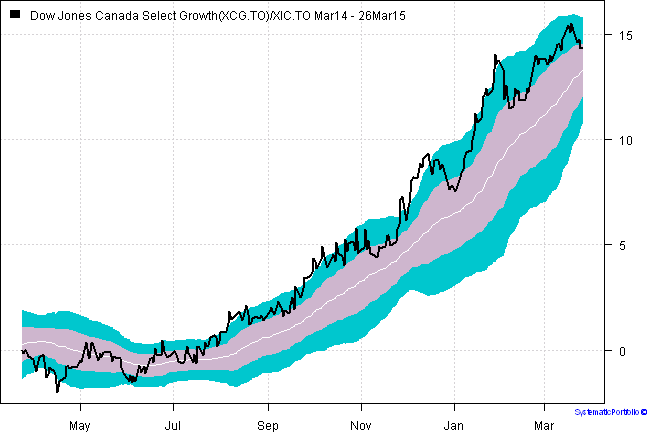 Dow Jones Canada Select Growth(XCG.TO)/XIC.TO Mar14 - 26Mar15
15
10
5
0
May Jul Sep Nov Jan Mar
SystematicPortfolio ©